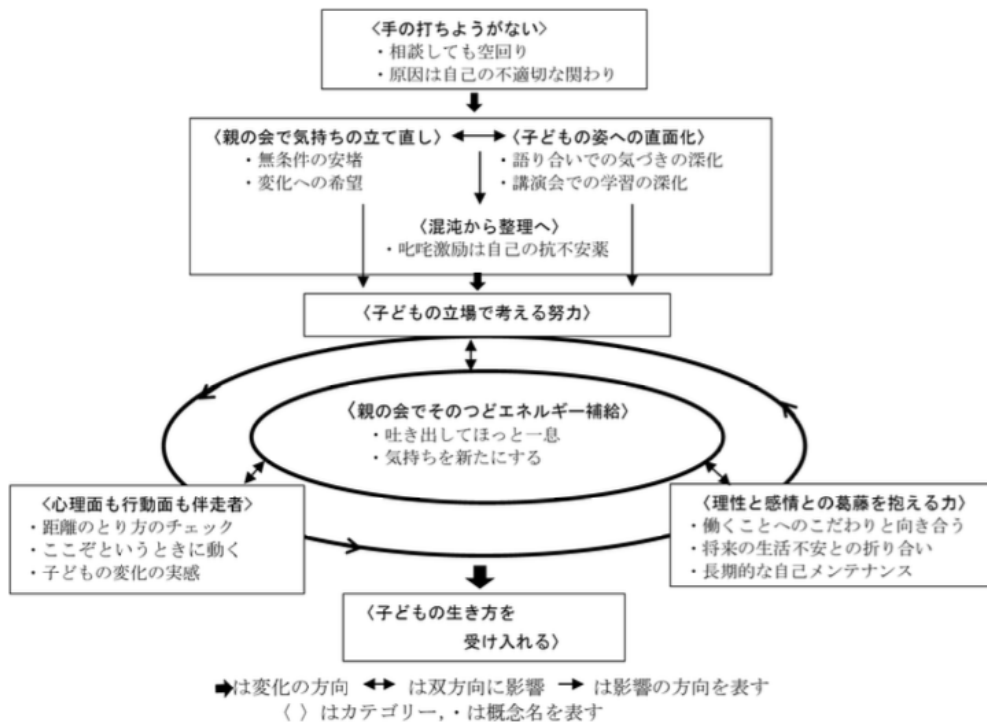 〈手の打ちようがない〉
・相談しても空回り
・原因は自己の不適切な関わり
〈親の会で気持ちの立て直し〉
・無条件の安堵
・変化への希望
〈子どもの姿への直面化〉
・語り合いでの気づきの深化
・講演会での学習の深化
〈混沌から整理へ〉
・叱咤激励は自己の抗不安薬
〈子どもの立場で考える努力〉
〈親の会でそのつどエネルギー補給〉
・吐き出してほっと一息
・気持ちを新たにする
〈心理面も行動面も伴走者〉
・距離のとり方のチェック
・ここぞというときに動く
・子どもの変化の実感
〈理性と感情との葛藤を抱える力〉
・働くことへのこだわりと向き合う
・将来の生活不安との折り合い
・長期的な自己メンテナンス
〈子どもの生き方を
受け入れる〉
は変化の方向 は双方向に影響 は影響の方向を表す
〈 〉はカテゴリー,・は概念名を表す